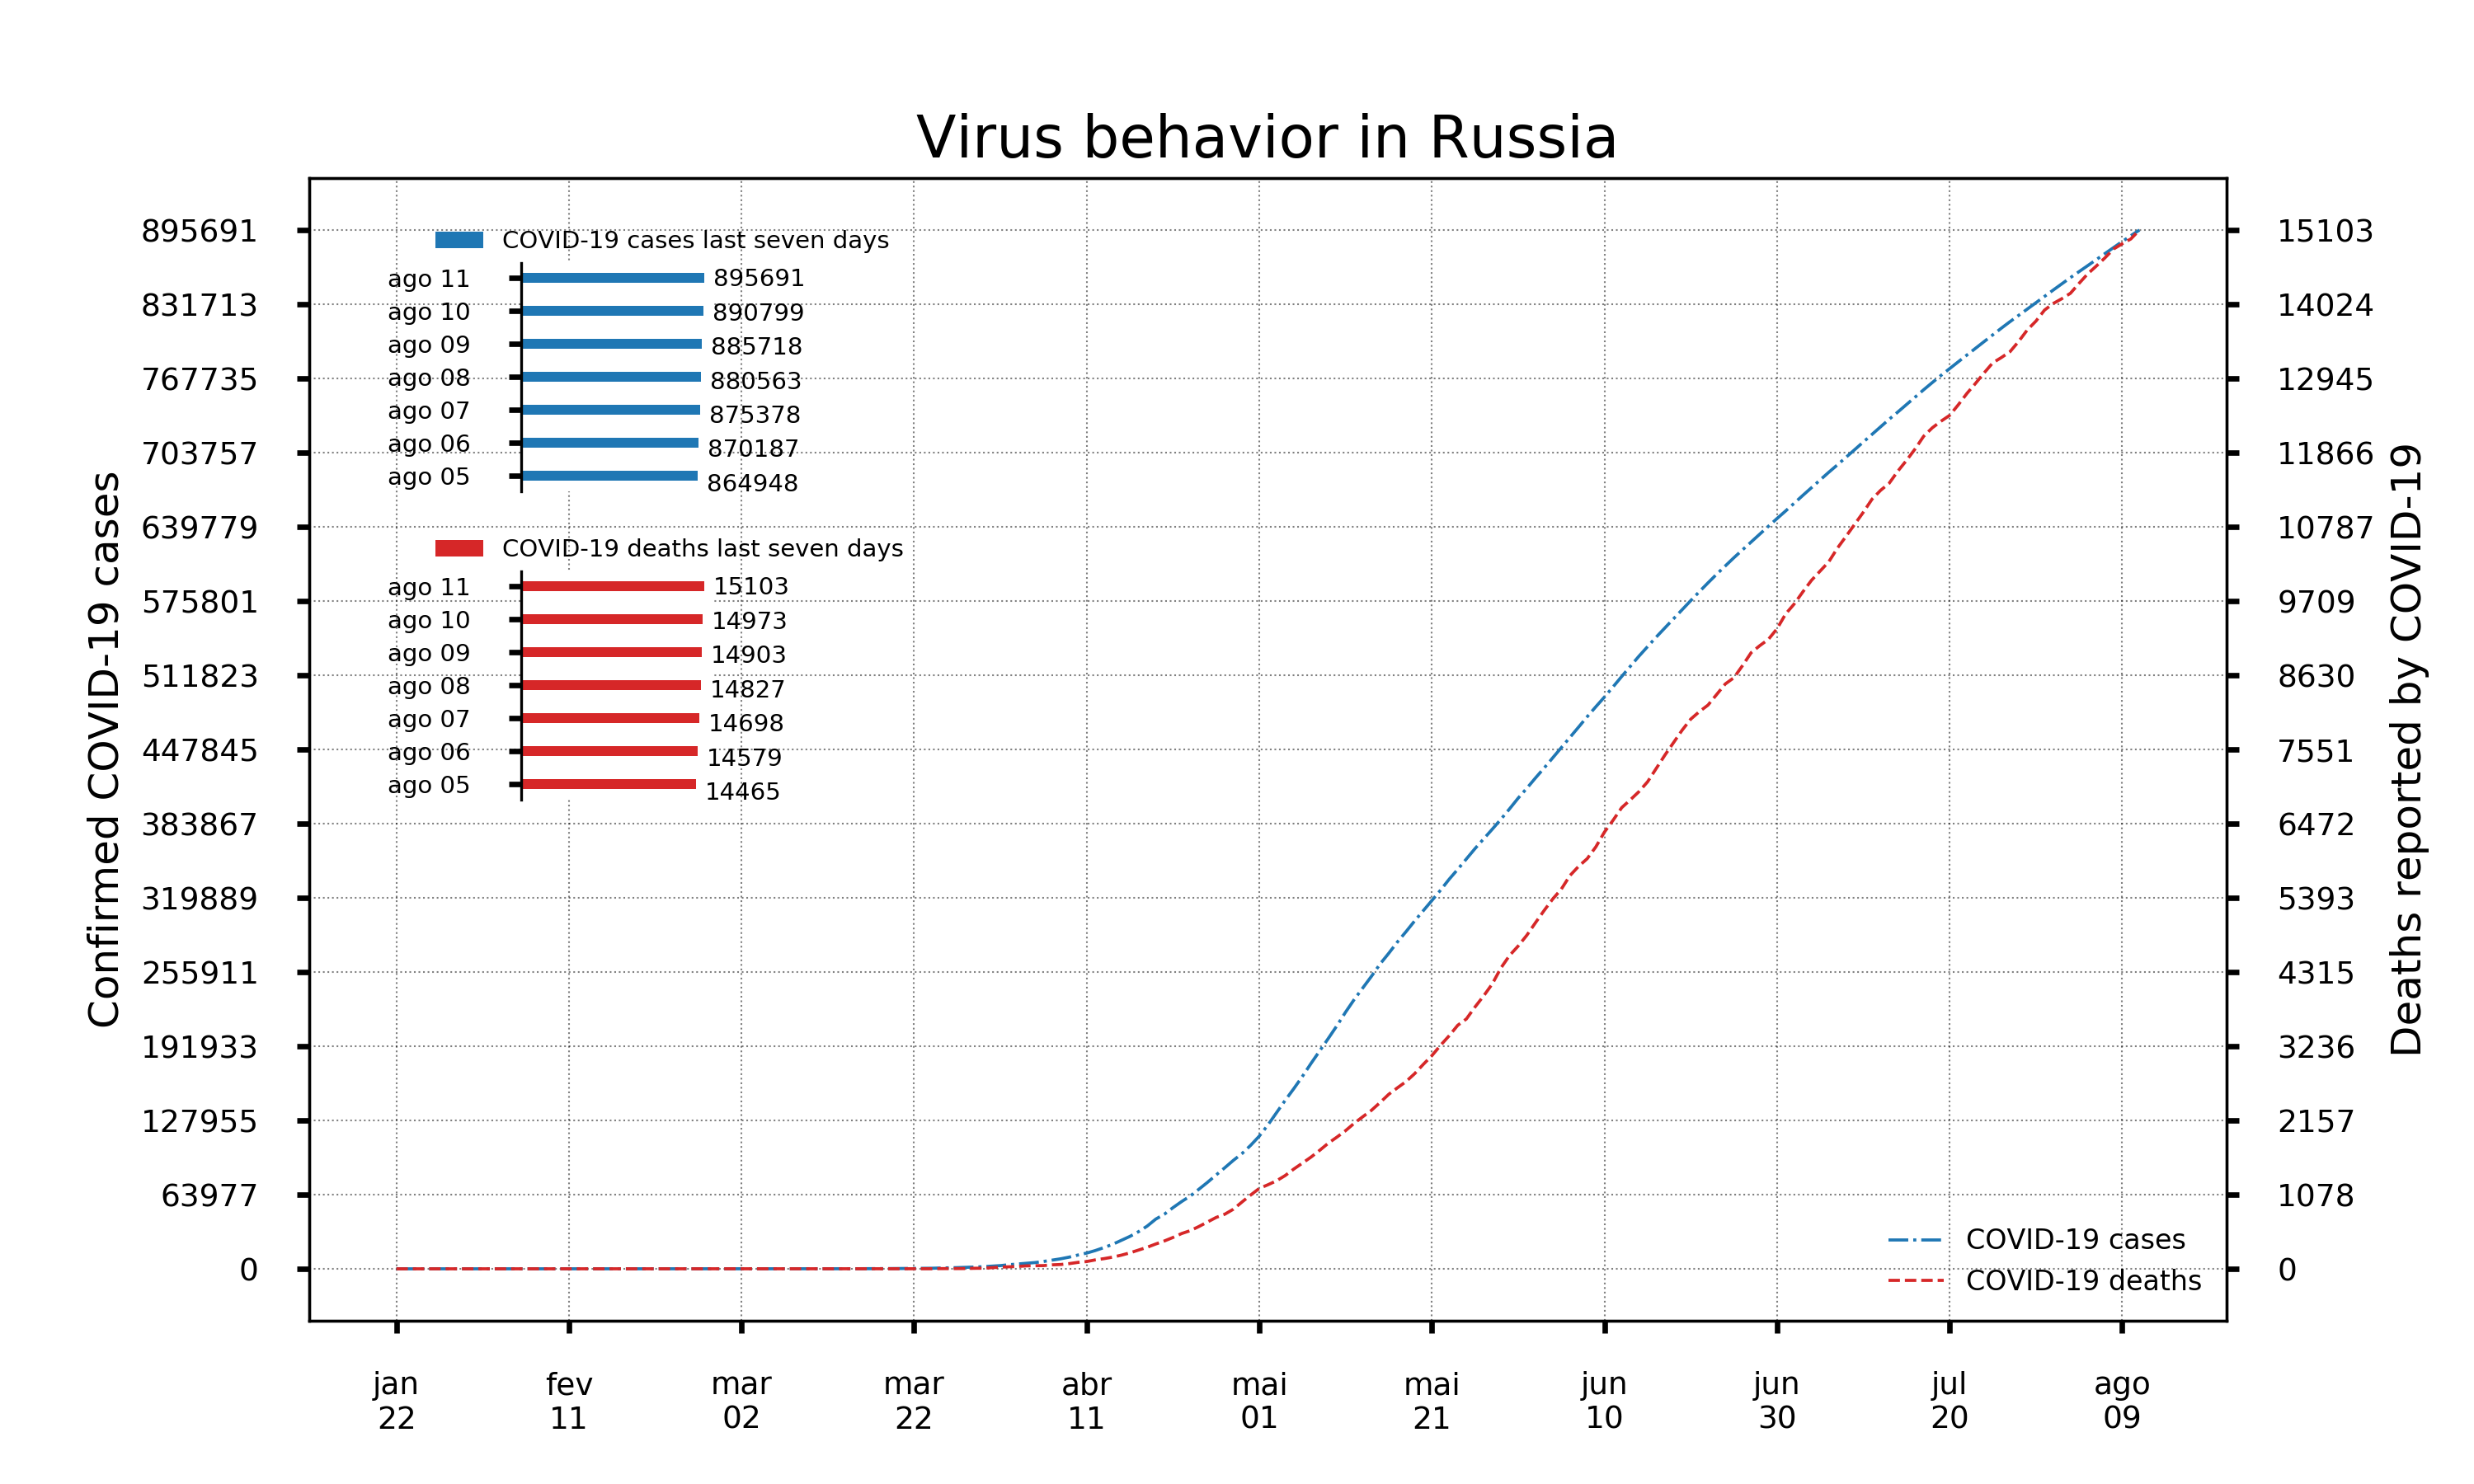 Virus behavior in Russia
Confirmed COVID-19 cases
895691
831713
767735
703757
639779
575801
511823
447845
383867
319889
255911
191933
127955
63977
0
COVID-19 cases last seven days
ago 11 895691
ago 10 890799
ago 09 885718
ago 08 880563
ago 07 875378
ago 06 870187
ago 05 864948
COVID-19 deaths last seven days
ago 11 15103
ago 10 14973
ago 09 14903
ago 08 14827
ago 07 14698
ago 06 14579
ago 05 14465
COVID-19 cases
COVID-19 deaths
15103
14024
12945
11866
10787
9709
8630
7551
6472
5393
4315
3236
2157
1078
0
Deaths reported by COVID-19
jan fev mar mar abr mai mai jun jun jul ago
22 11 02 22 11 01 21 10 30 20 09